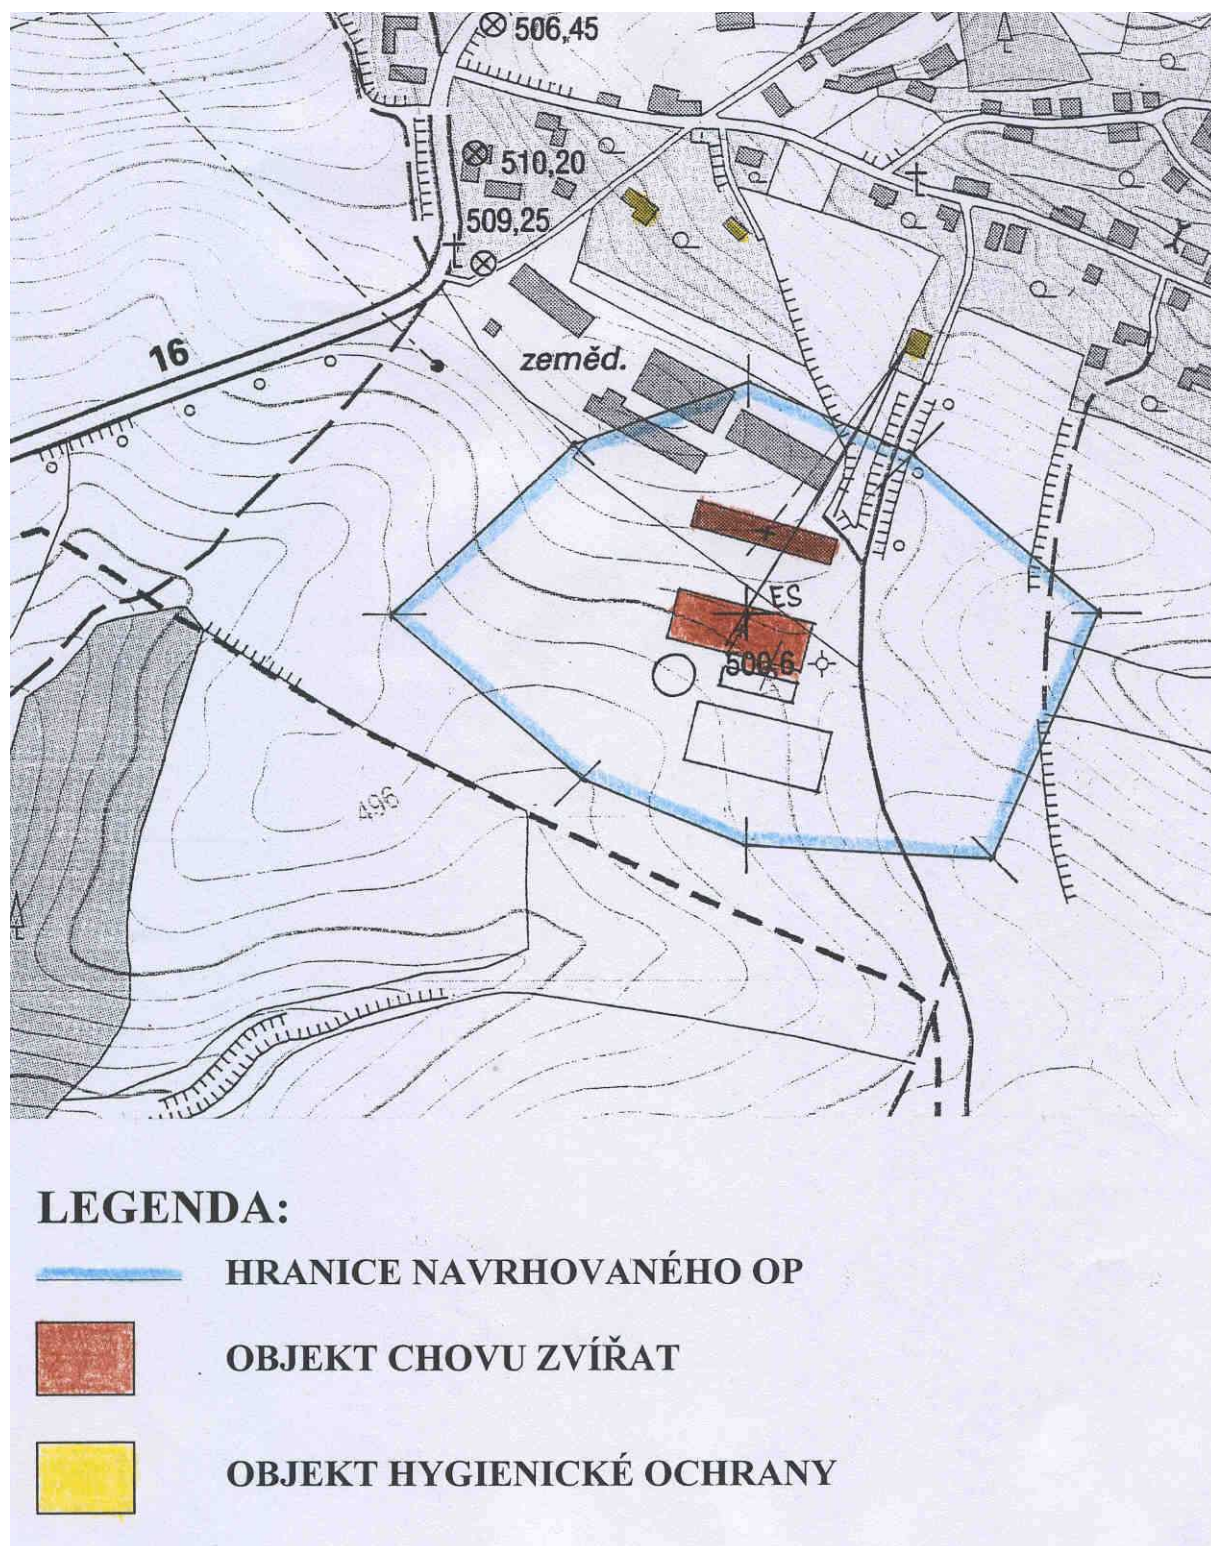 506,45
510,20
509,25
16
zeměd.
ES
500,6
496
LEGENDA:
HRANICE NAVRHOVANÉHO OP
OBJEKT CHOVU ZVÍŘAT
OBJEKT HYGIENICKÉ OCHRANY